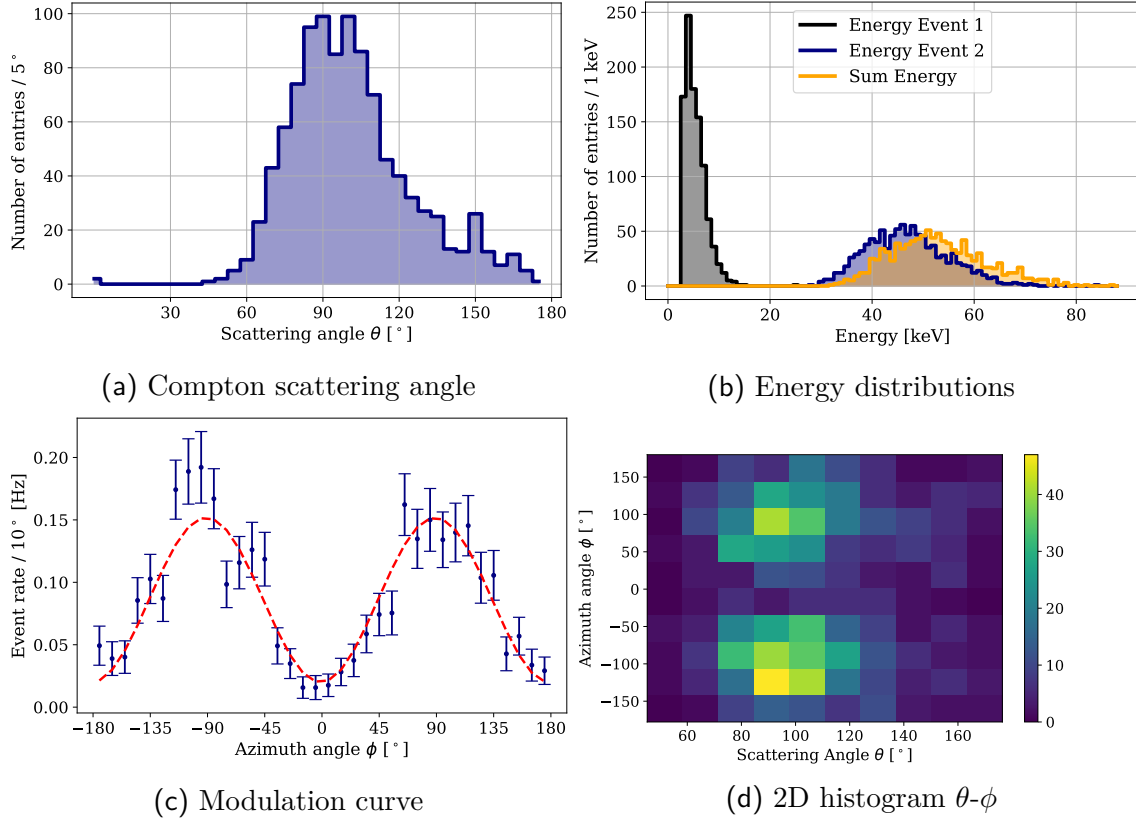 100
80
60
40
20
0
Number of entries / 5°
30 60 90 120 150 180
Scattering angle θ [°]
(a) Compton scattering angle
250
200
150
100
50
0
Number of entries / 1 keV
Energy Event 1
Energy Event 2
Sum Energy
0 20 40 60 80
Energy [keV]
(b) Energy distributions
0.20
0.15
0.10
0.05
0.00
Event rate / 10° [Hz]
−180 −135 −90 −45 0 45 90 135 180
Azimuth angle ϕ [°]
(c) Modulation curve
150
100
50
0
−50
−100
−150
Azimuth angle ϕ [°]
60 80 100 120 140 160
Scattering Angle θ [°]
40
30
20
10
0
(d) 2D histogram θ-ϕ